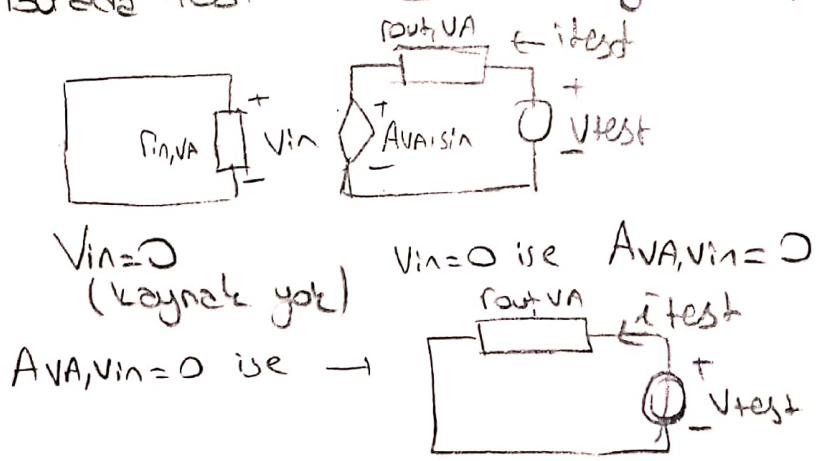 rout,VA ← itest
rin,VA + Vin - + AVA,sin - + Vtest -
Vin=0
(kaynak yok)
Vin=0 ise AVA,Vin=0
rout,VA itest
AVA,Vin=0 ise →
+ Vtest -